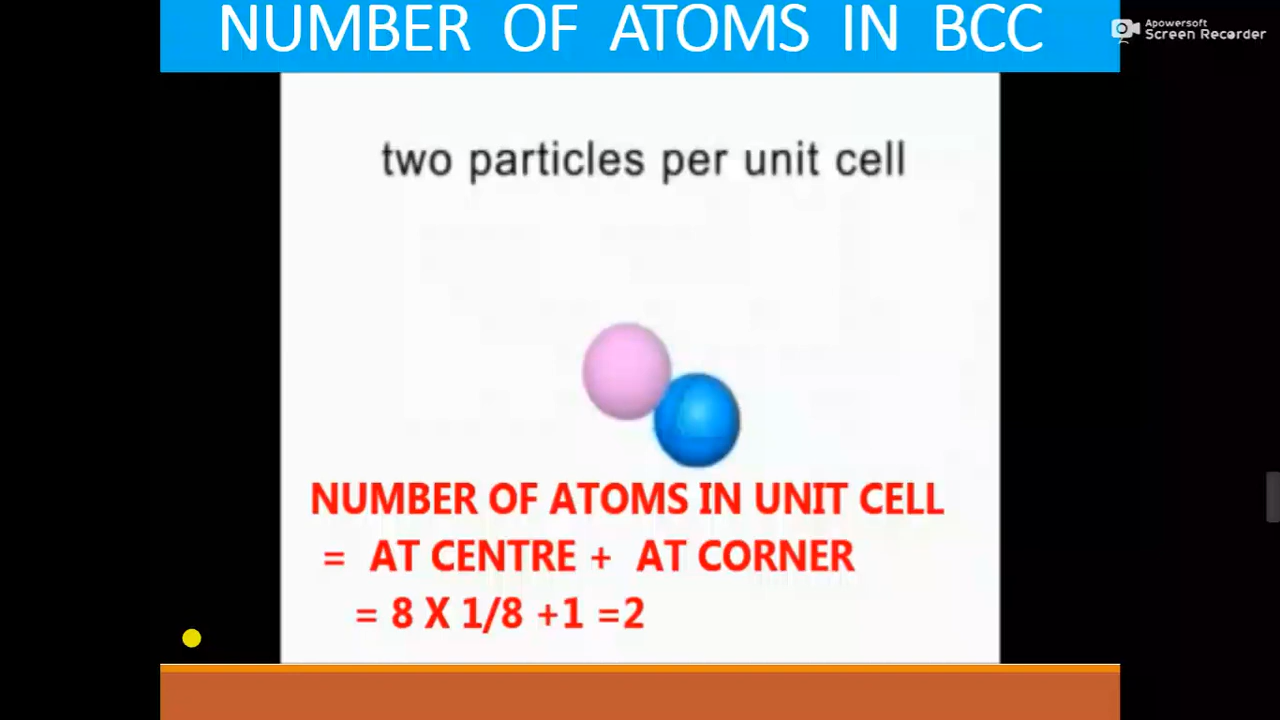 NUMBER OF ATOMS IN BCC
Apowersoft
Screen Recorder
two particles per unit cell
NUMBER OF ATOMS IN UNIT CELL
= AT CENTRE + AT CORNER
= 8 X 1/8 +1 =2